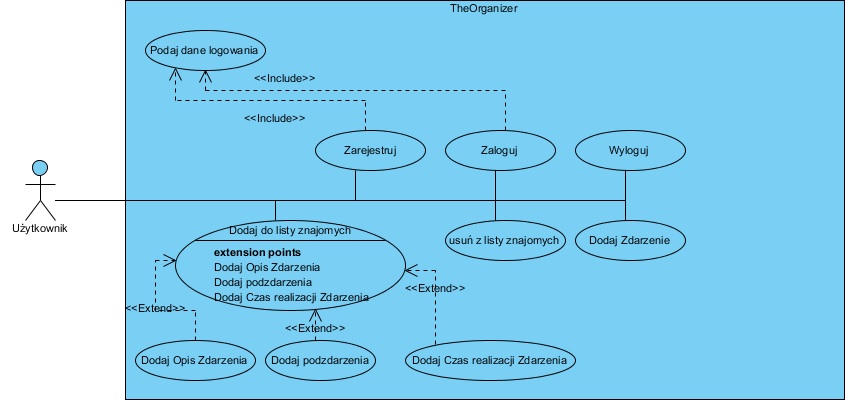 TheOrganizer
Podaj dane logowania
<<Include>>
<<Include>>
Zarejestruj
Zaloguj
Wyloguj
Użytkownik
Dodaj do listy znajomych
extension points
Dodaj Opis Zdarzenia
Dodaj podzdarzenia
Dodaj Czas realizacji Zdarzenia
usuń z listy znajomych
Dodaj Zdarzenie
<<Extend>>
<<Extend>>
<<Extend>>
Dodaj Opis Zdarzenia
Dodaj podzdarzenia
Dodaj Czas realizacji Zdarzenia